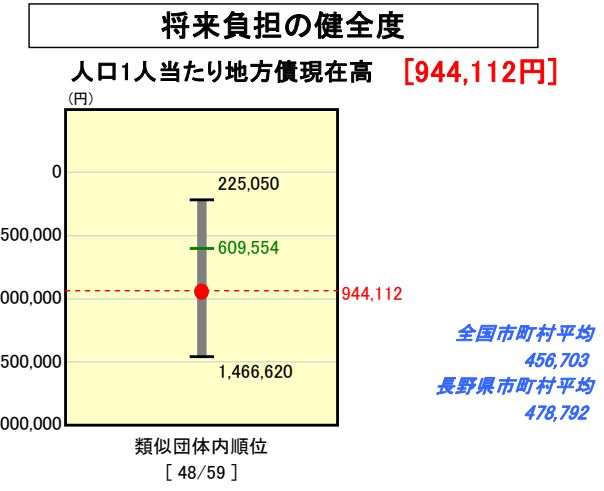 将来負担の健全度
人口1人当たり地方債現在高 [944,112円]
(円)
0
500,000
000,000
500,000
000,000
225,050
609,554
944,112
1,466,620
全国市町村平均
456,703
長野県市町村平均
478,792
類似団体内順位
[ 48/59 ]